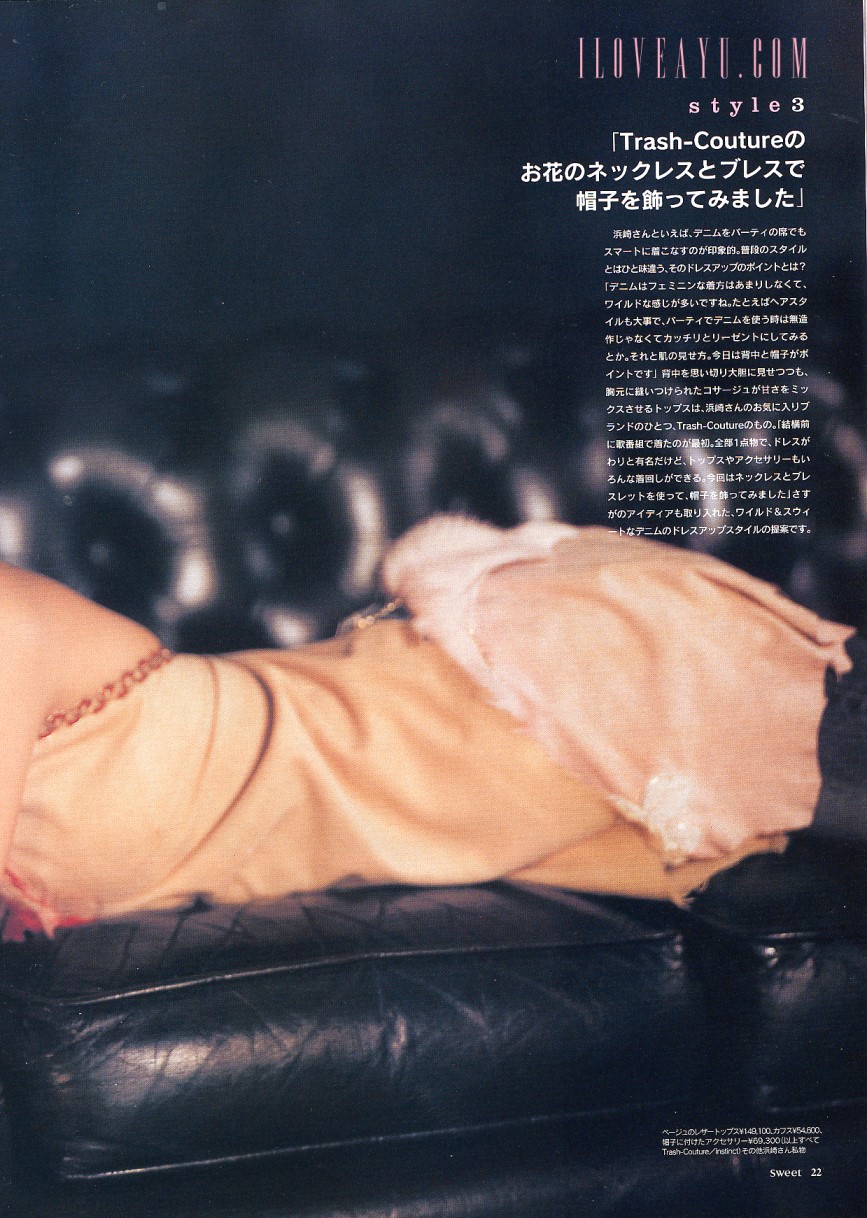 ILOVEAYU.COM
style3
「Trash-Coutureの
お花のネックレスとブレスで
帽子を飾ってみました」
浜崎さんといえば、デニムをパーティの席でも
スマートに着こなすのが印象的。普段のスタイル
とはひと味違う、そのドレスアップのポイントとは？
「デニムはフェミニンな着方はあまりしなくて、
ワイルドな感じが多いですね。たとえばヘアスタ
イルも大事で、パーティでデニムを使う時は無造
作じゃなくてカッチリとリーゼントにしてみる
とか。それと肌の見せ方。今日は背中と帽子がポ
イントです」背中を思い切り大胆に見せつつも、
胸元に縫いつけられたコサージュが甘さをミッ
クスさせるトップスは、浜崎さんのお気に入りブ
ランドのひとつ、Trash-Coutureのもの。「結構前
に歌番組で着たのが最初。全部1点物で、ドレスが
わりと有名だけど、トップスやアクセサリーもい
ろんな着回しができる。今回はネックレスとブレ
スレットを使って、帽子を飾ってみました」さす
がのアイディアも取り入れた、ワイルド＆スウィ
ートなデニムのドレスアップスタイルの提案です。
ベージュのレザートップス¥149,100、カフス¥54,600、
帽子に付けたアクセサリー¥69,300（以上すべて
Trash-Couture／instinct）その他浜崎さん私物
sweet 22